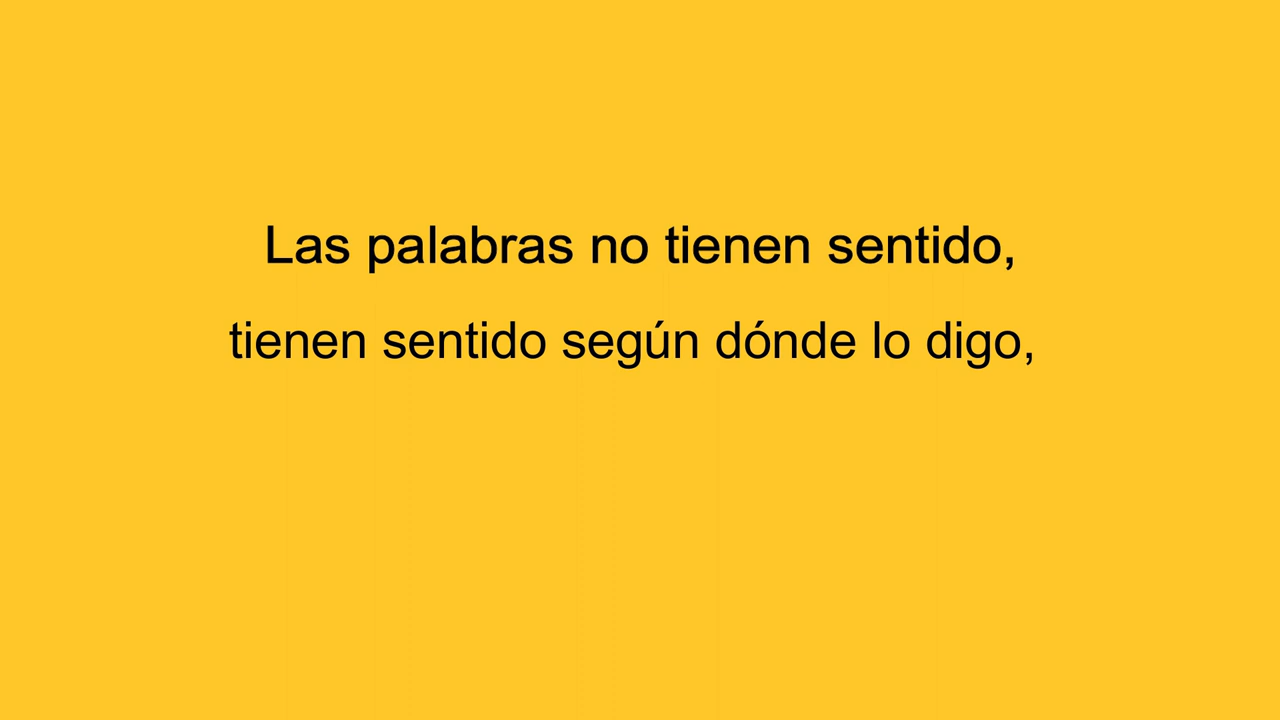 Las palabras no tienen sentido,
tienen sentido según dónde lo digo,